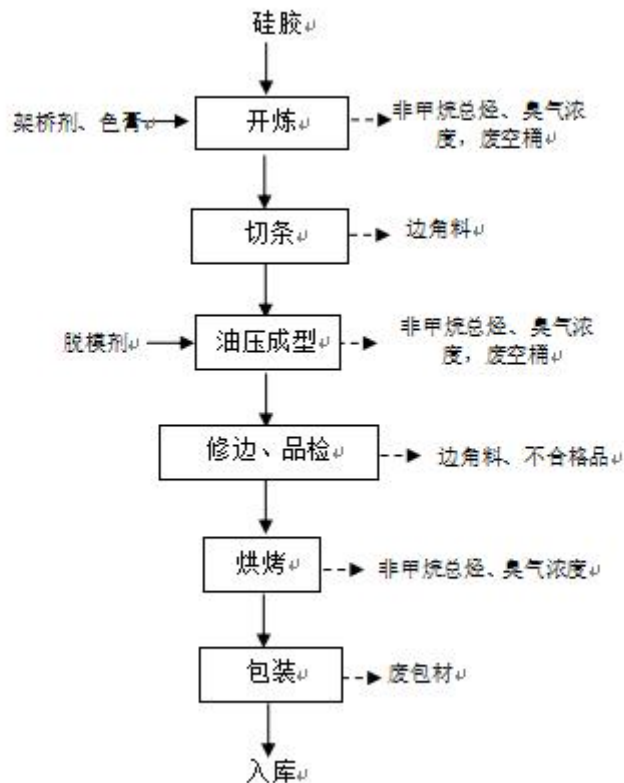 硅胶
架桥剂、色膏
开炼
非甲烷总烃、臭气浓
度，废空桶
切条
边角料
脱模剂
油压成型
非甲烷总烃、臭气浓
度，废空桶
修边、品检
边角料、不合格品
烘烤
非甲烷总烃、臭气浓度
包装
废包材
入库